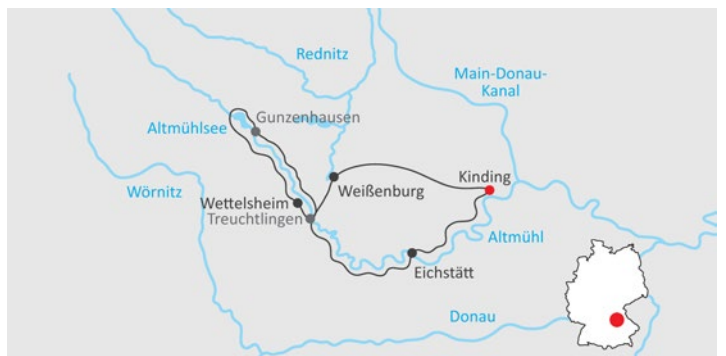 Rednitz
Main-Donau-
Kanal
Gunzenhausen
Altmühlsee
Kinding
Wörnitz
Weißenburg
Wettelsheim
Treuchtlingen
Altmühl
Eichstätt
Donau